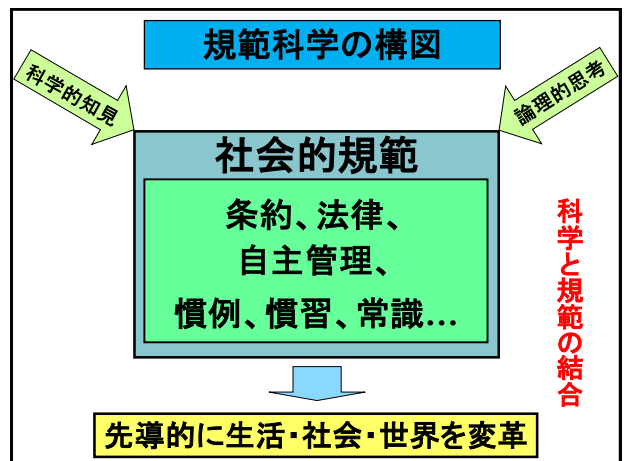 規範科学の構図
科学的知見
論理的思考
社会的規範
条約、法律、
自主管理、
慣例、慣習、常識…
科学と規範の結合
先導的に生活・社会・世界を変革